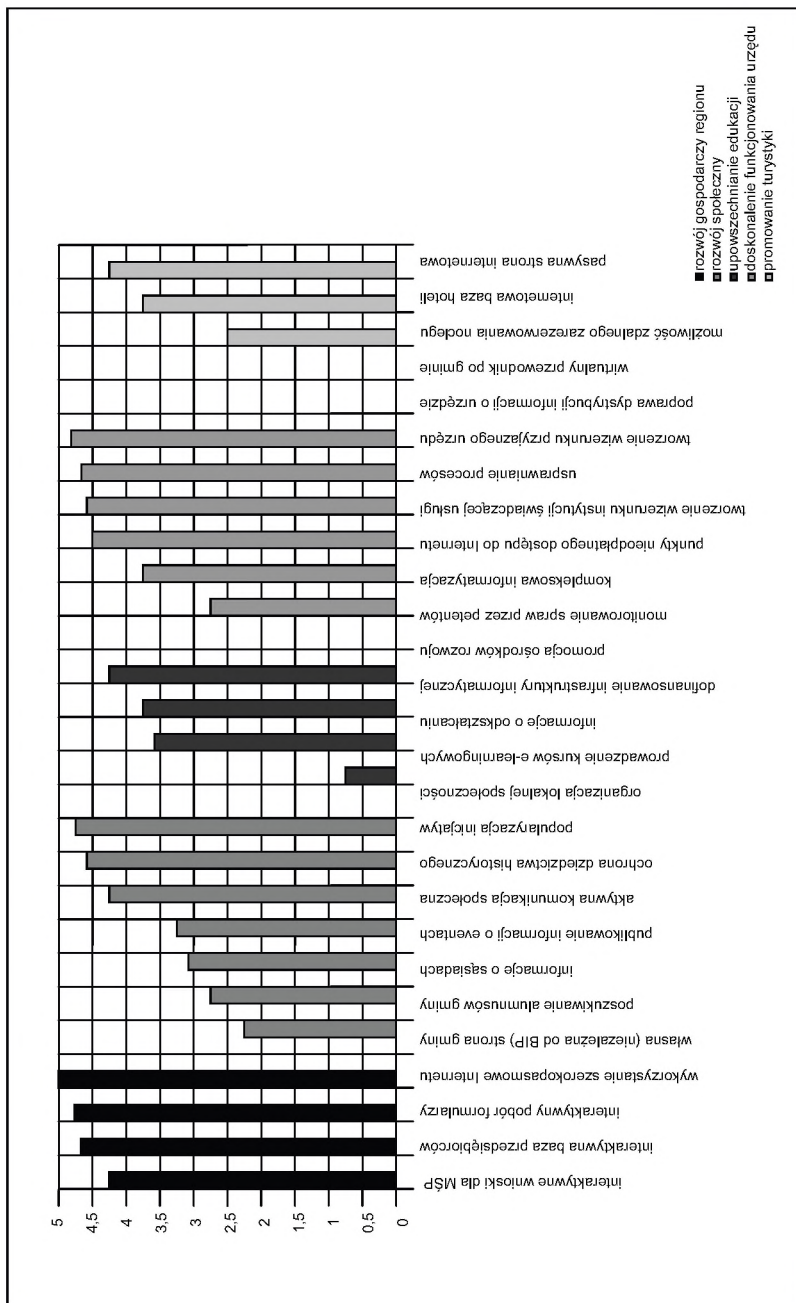 5
4,5
4
3,5
3
2,5
2
1,5
1
0,5
0
interaktywne wnioski dla MŚP
interaktywna baza przedsiębiorców
interaktywny pobór formularzy
wykorzystanie szerokopasmowe Internetu
własna (niezależna od BIP) strona gminy
poszukiwanie alumnusów gminy
informacje o sąsiadach
publikowanie informacji o eventach
aktywna komunikacja społeczna
ochrona dziedzictwa historycznego
popularyzacja inicjatyw
organizacja lokalnej społeczności
prowadzenie kursów e-learningowych
informacje o odkształcaniu
dofinansowanie infrastruktury informatycznej
promocja ośrodków rozwoju
monitorowanie spraw przez petentów
kompleksowa informatyzacja
punkty nieodpłatnego dostępu do Internetu
tworzenie wizerunku instytucji świadczącej usługi
usprawnianie procesów
tworzenie wizerunku przyjaznego urzędu
poprawa dystrybucji informacji o urzędzie
wirtualny przewodnik po gminie
możliwość zdalnego zarezerwowania noclegu
internetowa baza hoteli
pasywna strona internetowa
rozwój gospodarczy regionu
rozwój społeczny
upowszechnianie edukacji
doskonalenie funkcjonowania urzędu
promowanie turystyki